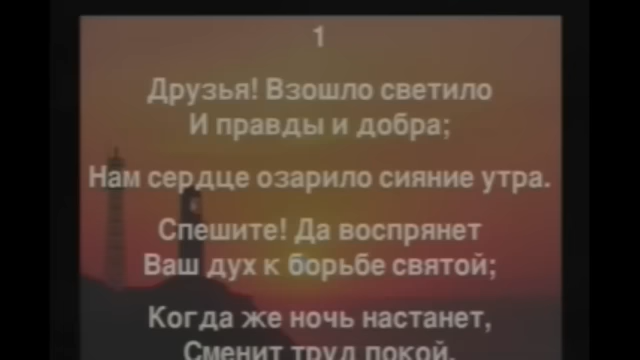 1
Друзья! Взошло светило
И правды и добра;
Нам сердце озарило сияние утра.
Спешите! Да воспрянет
Ваш дух к борьбе святой;
Когда же ночь настанет,
Сменит труд покой.